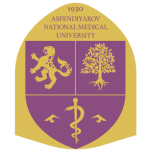 1930
ASFENDIYAROV
NATIONAL MEDICAL
UNIVERSITY